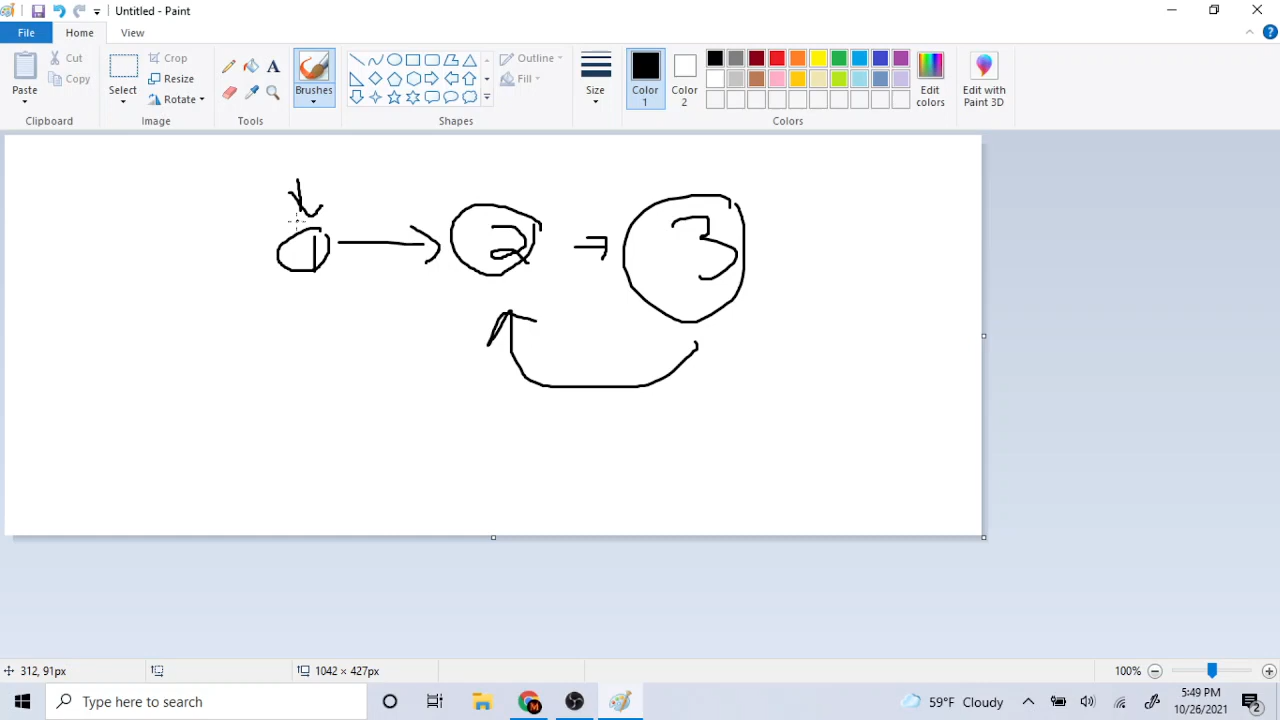 Untitled - Paint
File Home View
Paste
Cut
Copy
Clipboard
Select
Crop
Resize
Rotate
Image
A
Tools
Brushes
Outline
Fill
Shapes
Size
Color 1
Color 2
Edit colors
Colors
Edit with Paint 3D
1
2
3
312, 91px
1042 × 427px
100%
Type here to search
M
59°F Cloudy
5:49 PM
10/26/2021
2